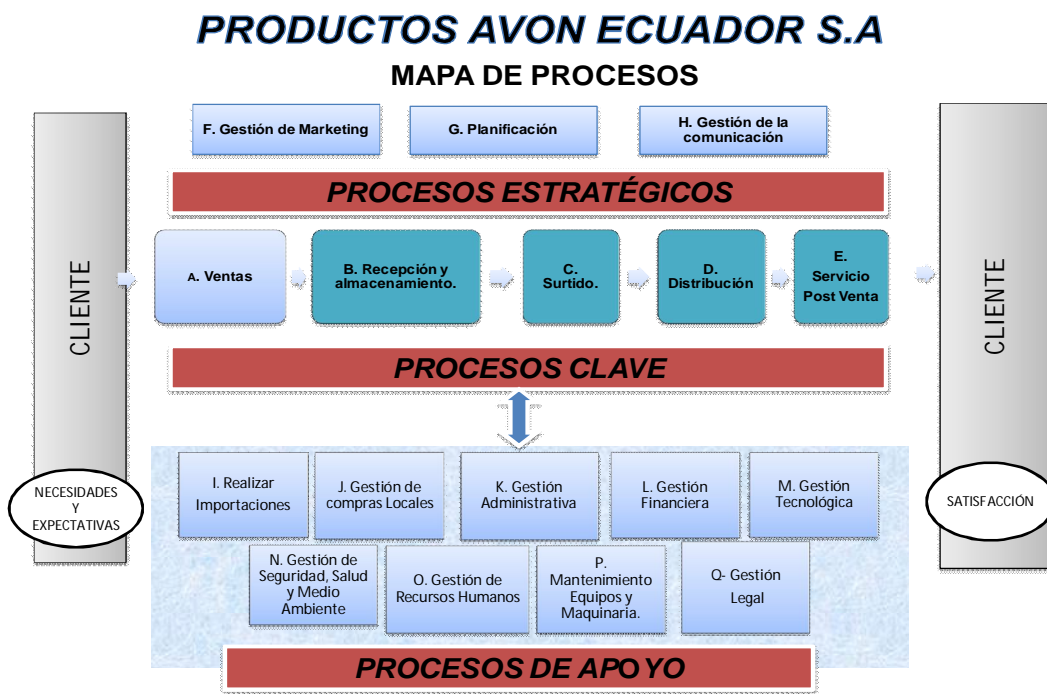 PRODUCTOS AVON ECUADOR S.A
MAPA DE PROCESOS
F. Gestión de Marketing
G. Planificación
H. Gestión de la
comunicación
PROCESOS ESTRATÉGICOS
CLIENTE
A. Ventas
B. Recepción y
almacenamiento.
C.
Surtido.
D.
Distribución
E.
Servicio
Post Venta
CLIENTE
PROCESOS CLAVE
NECESIDADES
Y
EXPECTATIVAS
I. Realizar
Importaciones
J. Gestión de
compras Locales
K. Gestión
Administrativa
L. Gestión
Financiera
M. Gestión
Tecnológica
SATISFACCIÓN
N. Gestión de
Seguridad, Salud
y Medio
Ambiente
O. Gestión de
Recursos Humanos
P.
Mantenimiento
Equipos y
Maquinaria.
Q- Gestión
Legal
PROCESOS DE APOYO